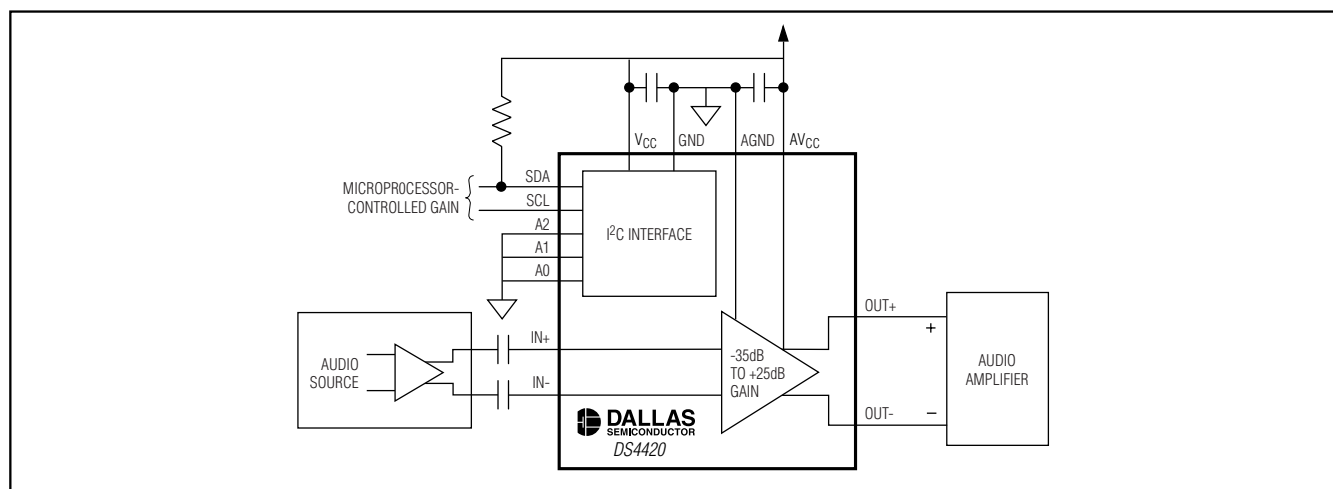 VCC
GND
AGND
AVCC
MICROPROCESSOR-
CONTROLLED GAIN
SDA
SCL
A2
A1
A0
I2C INTERFACE
AUDIO
SOURCE
IN+
IN-
-35dB
TO +25dB
GAIN
DALLAS
SEMICONDUCTOR
DS4420
OUT+
OUT-
+
−
AUDIO
AMPLIFIER